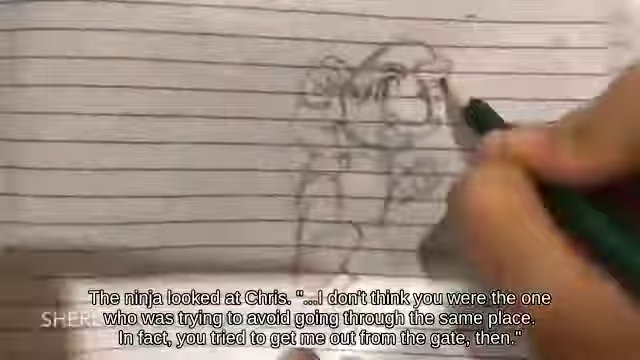 The ninja looked at Chris. "...I don't think you were the one
who was trying to avoid going through the same place.
In fact, you tried to get me out from the gate, then."